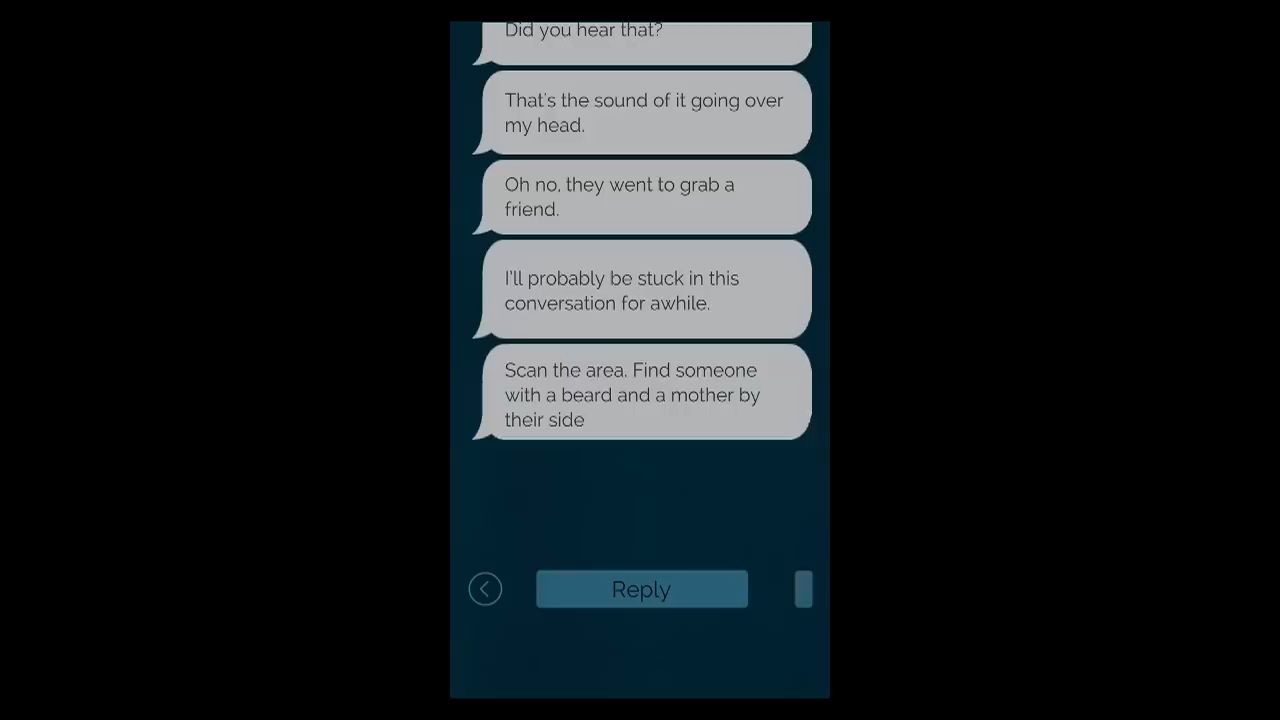 Did you hear that?
That's the sound of it going over
my head.
Oh no, they went to grab a
friend.
I'll probably be stuck in this
conversation for awhile.
Scan the area. Find someone
with a beard and a mother by
their side
Reply